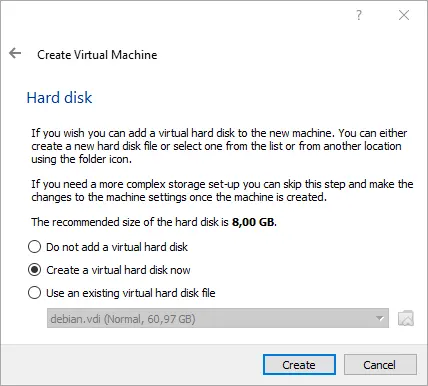 ?
Create Virtual Machine
Hard disk
If you wish you can add a virtual hard disk to the new machine. You can either
create a new hard disk file or select one from the list or from another location
using the folder icon.
If you need a more complex storage set-up you can skip this step and make the
changes to the machine settings once the machine is created.
The recommended size of the hard disk is 8,00 GB.
Do not add a virtual hard disk
Create a virtual hard disk now
Use an existing virtual hard disk file
debian.vdi (Normal, 60,97 GB)
Create
Cancel